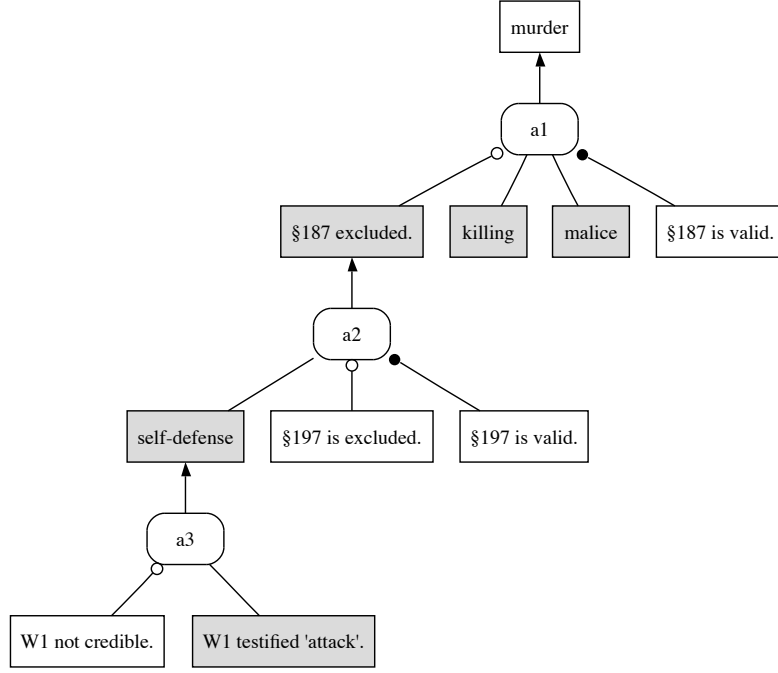 murder
a1
§187 excluded.
killing
malice
§187 is valid.
a2
self-defense
§197 is excluded.
§197 is valid.
a3
W1 not credible.
W1 testified 'attack'.